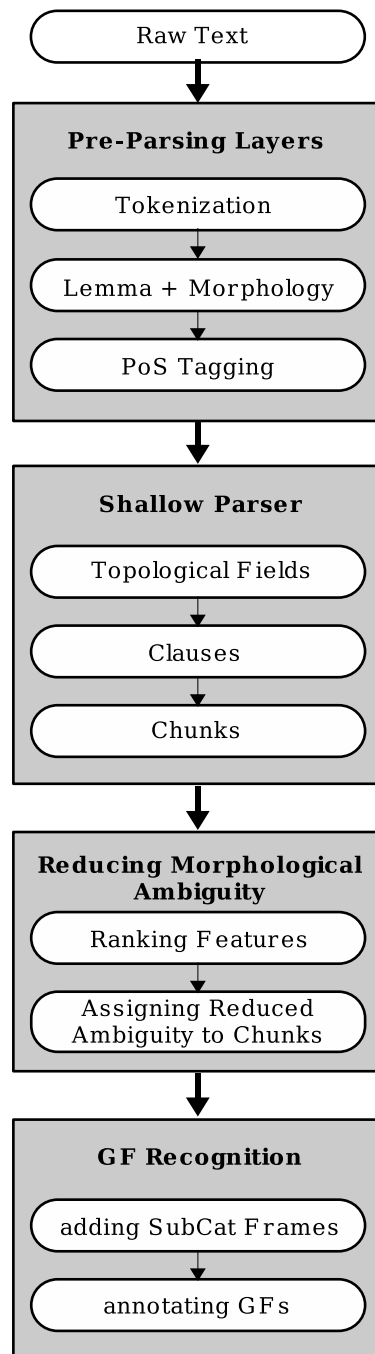 Raw Text
Pre-Parsing Layers
Tokenization
Lemma + Morphology
PoS Tagging
Shallow Parser
Topological Fields
Clauses
Chunks
Reducing Morphological
Ambiguity
Ranking Features
Assigning Reduced
Ambiguity to Chunks
GF Recognition
adding SubCat Frames
annotating GFs